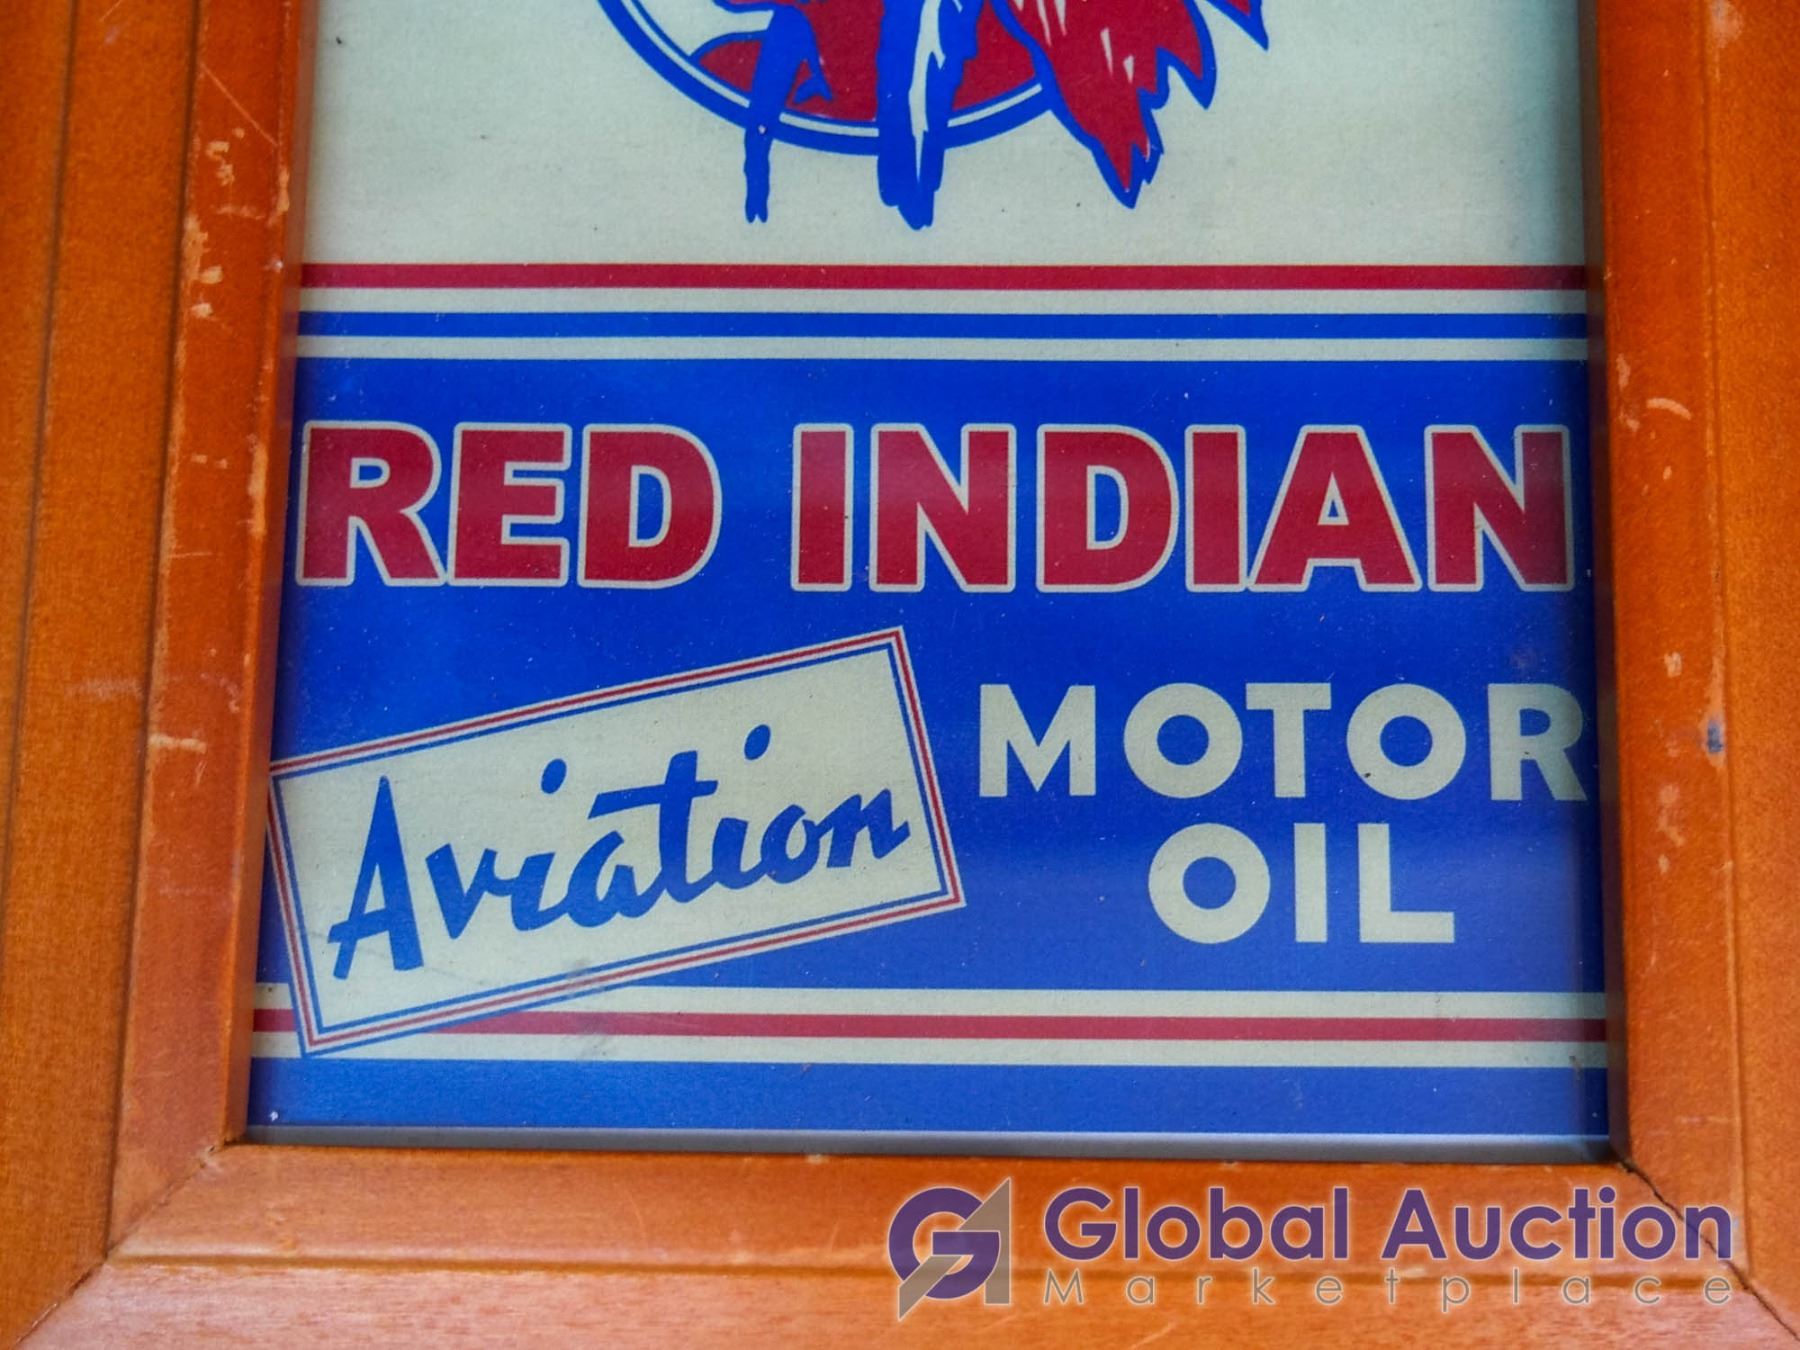 RED INDIAN
Aviation
MOTOR
OIL
Global Auction
Marketplace